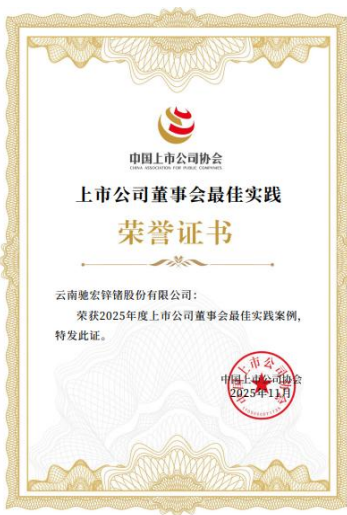 中国上市公司协会
CHINA ASSOCIATION FOR PUBLIC COMPANIES
上市公司董事会最佳实践
荣誉证书
云南驰宏锌锗股份有限公司：
荣获2025年度上市公司董事会最佳实践案例，
特发此证。
中国上市公司协会
2025年11月